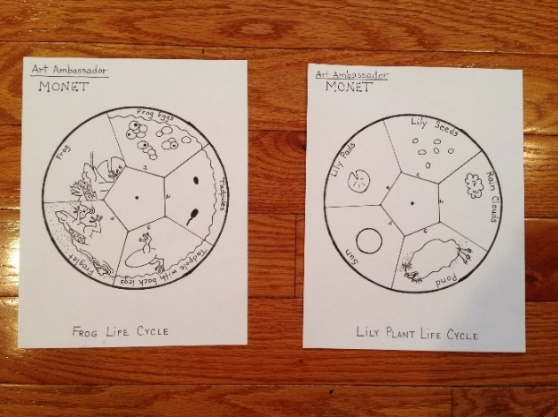 Art Ambassador
MONET
Frog Eggs
Tadpoles
Tadpole with back legs
Froglet
Frog
FROG LIFE CYCLE
Art Ambassador
MONET
Lily Seeds
Rain Clouds
Pond
Sun
Lily Pads
LILY PLANT LIFE CYCLE